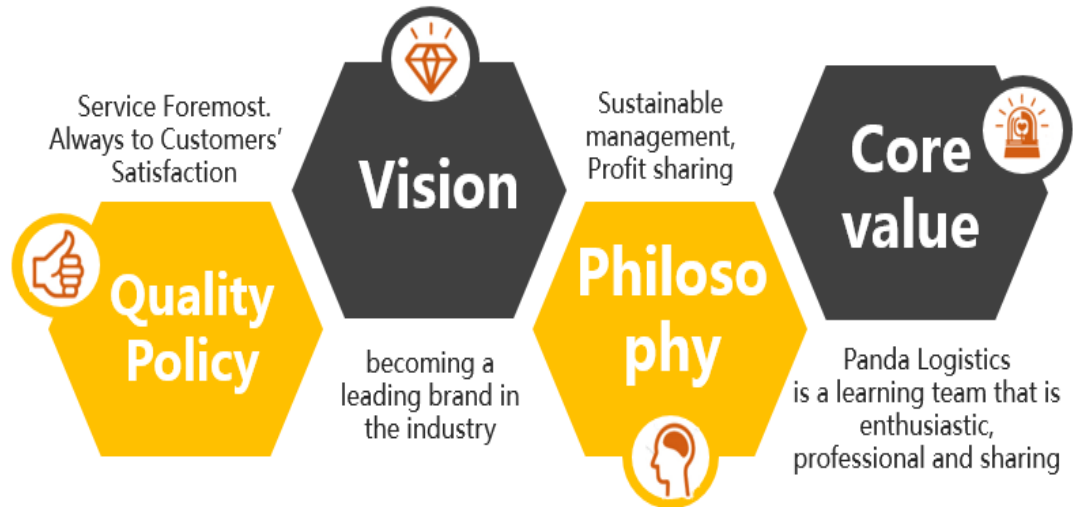 Service Foremost.
Always to Customers’
Satisfaction
Quality
Policy
Vision
becoming a
leading brand in
the industry
Sustainable
management,
Profit sharing
Philoso
phy
Core
value
Panda Logistics
is a learning team that is
enthusiastic,
professional and sharing